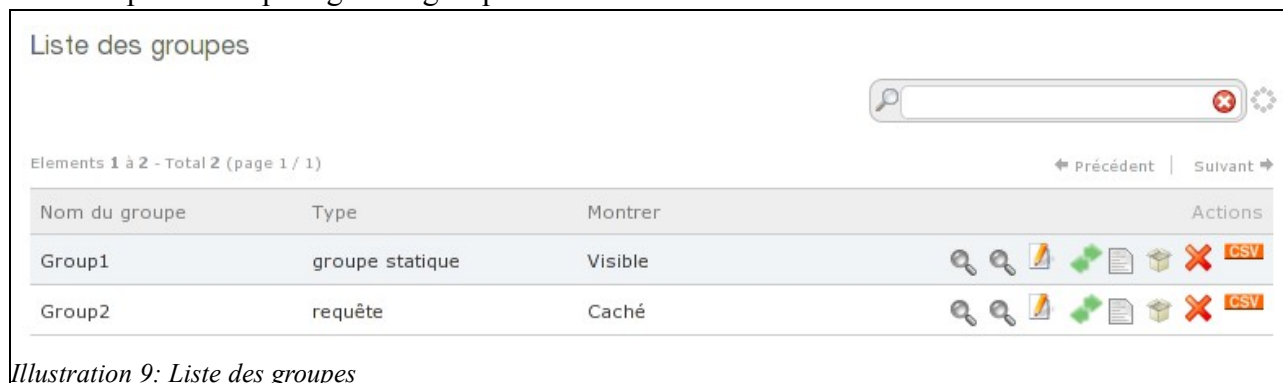 Liste des groupes
Elements 1 à 2 - Total 2 (page 1 / 1)
Précédent | Suivant
Nom du groupe Type Montrer Actions
Group1 groupe statique Visible CSV
Group2 requête Caché CSV
Illustration 9: Liste des groupes